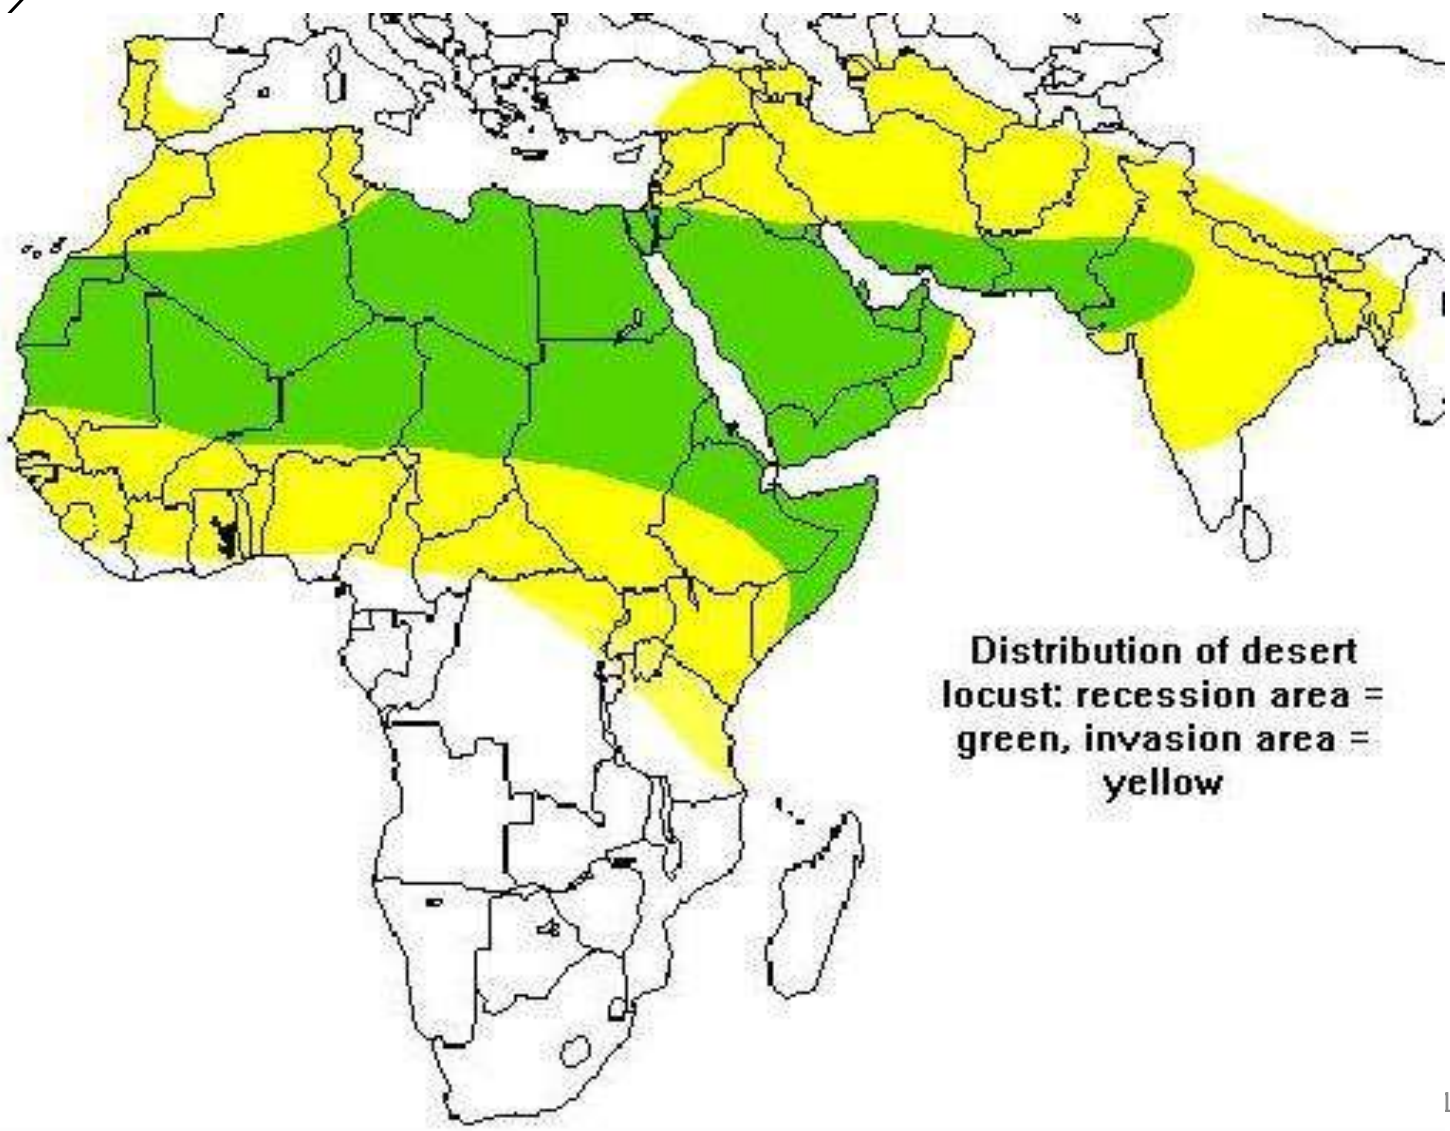 Distribution of desert
locust: recession area =
green, invasion area =
yellow